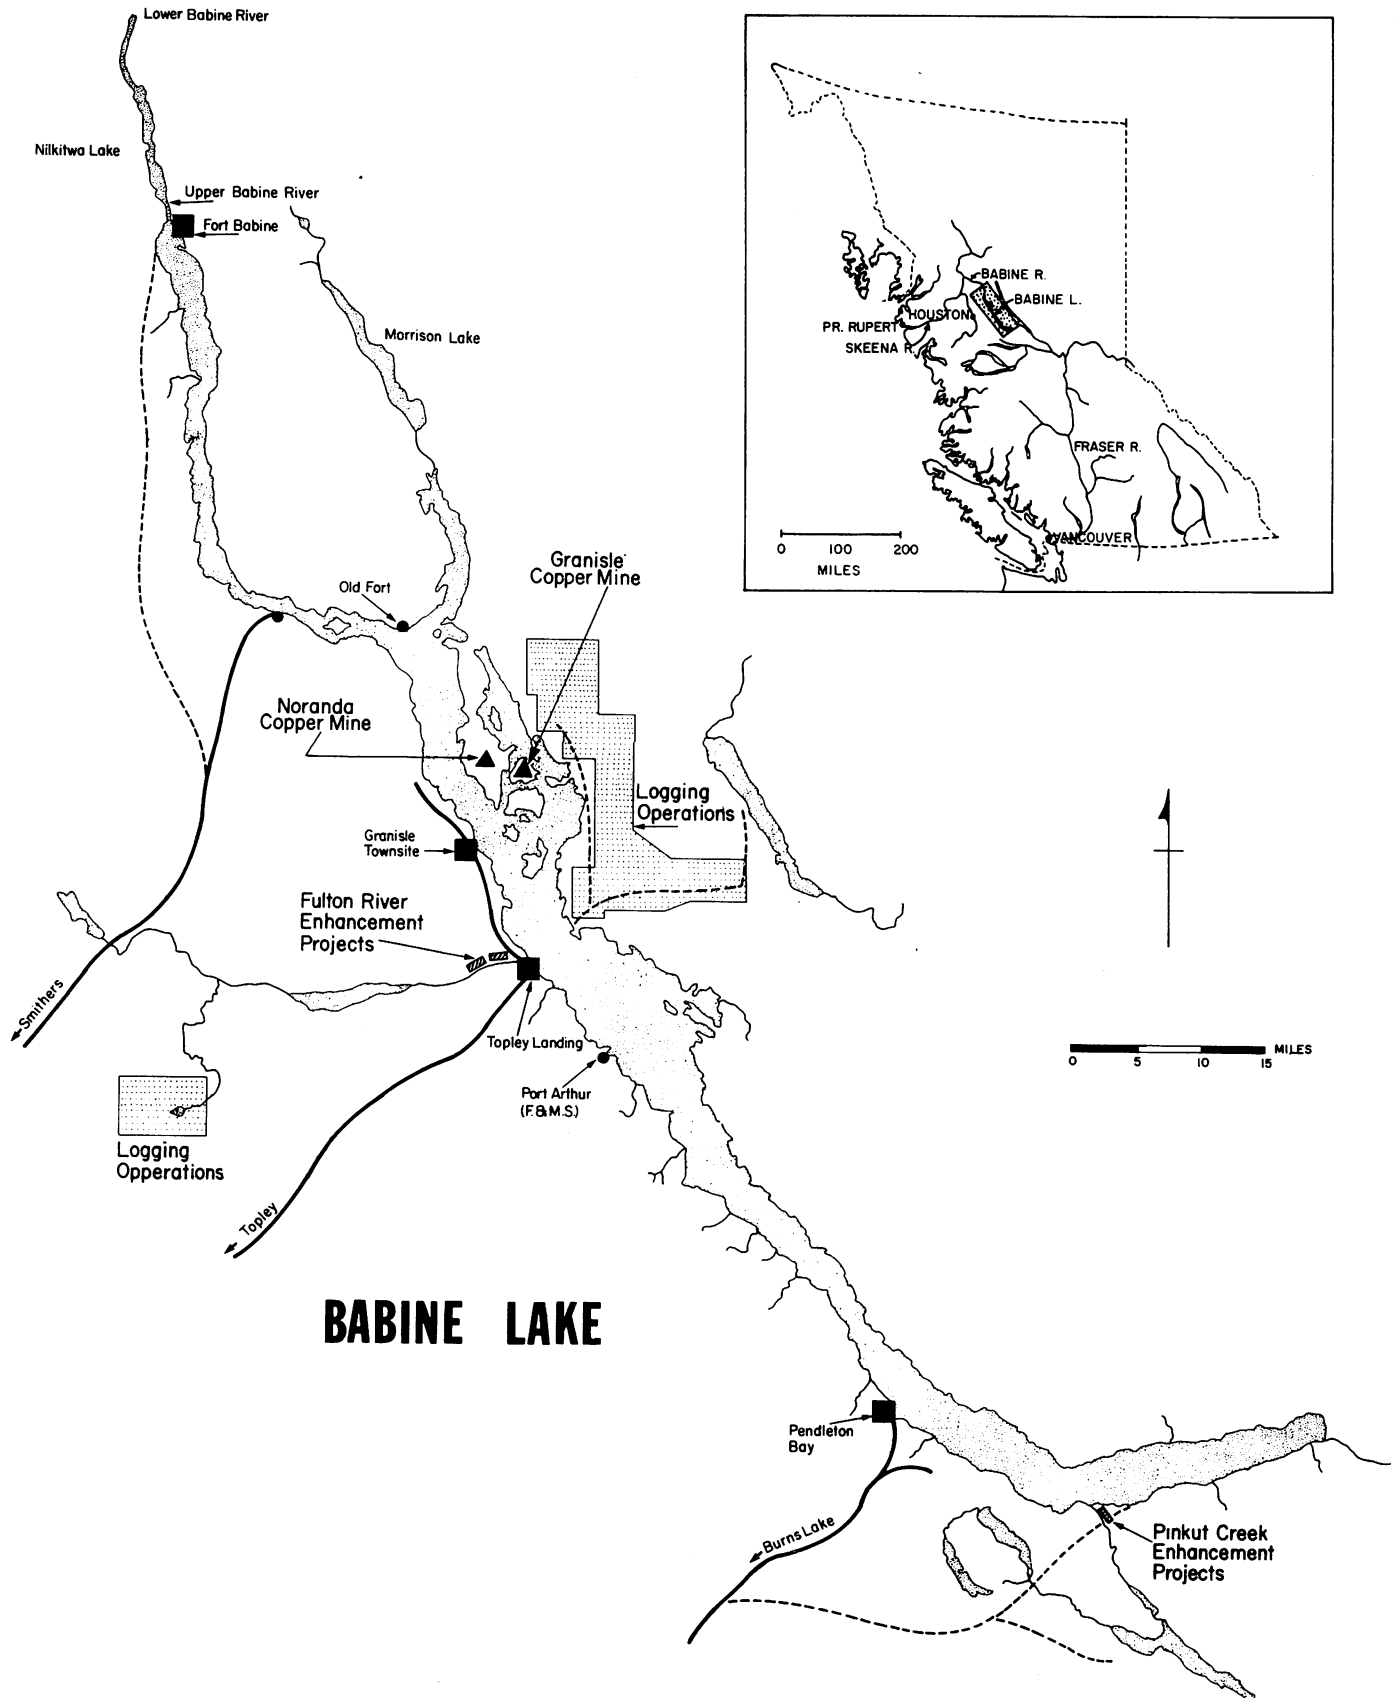 Lower Babine River
Nilkitwa Lake
Upper Babine River
Fort Babine
Morrison Lake
BABINE R.
BABINE L.
HOUSTON
PR. RUPERT
SKEENA R.
FRASER R.
VANCOUVER
0 100 200
MILES
Old Fort
Granisle
Copper Mine
Noranda
Copper Mine
Logging
Operations
Granisle
Townsite
Fulton River
Enhancement
Projects
Smithers
Topley Landing
Port Arthur
(F.&M.S.)
MILES
0 5 10 15
Logging
Opperations
Topley
BABINE LAKE
Pendleton
Bay
Burns Lake
Pinkut Creek
Enhancement
Projects